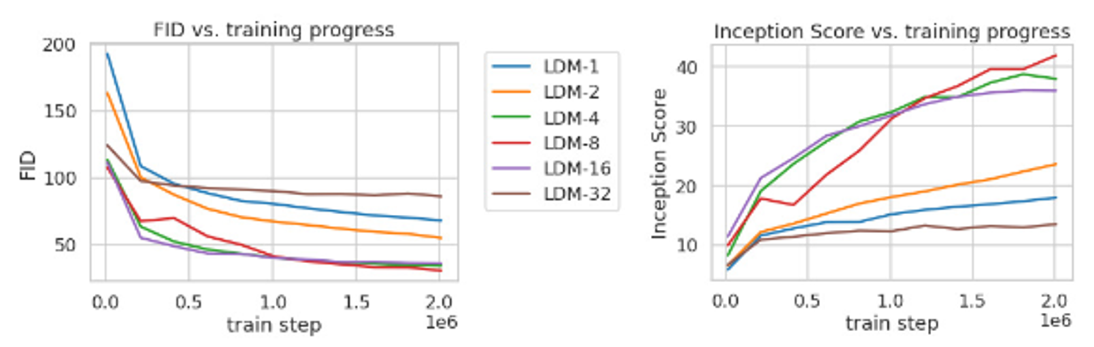 FID vs. training progress
FID
200
150
100
50
0.0 0.5 1.0 1.5 2.0
1e6
train step
LDM-1
LDM-2
LDM-4
LDM-8
LDM-16
LDM-32
Inception Score vs. training progress
Inception Score
40
30
20
10
0.0 0.5 1.0 1.5 2.0
1e6
train step